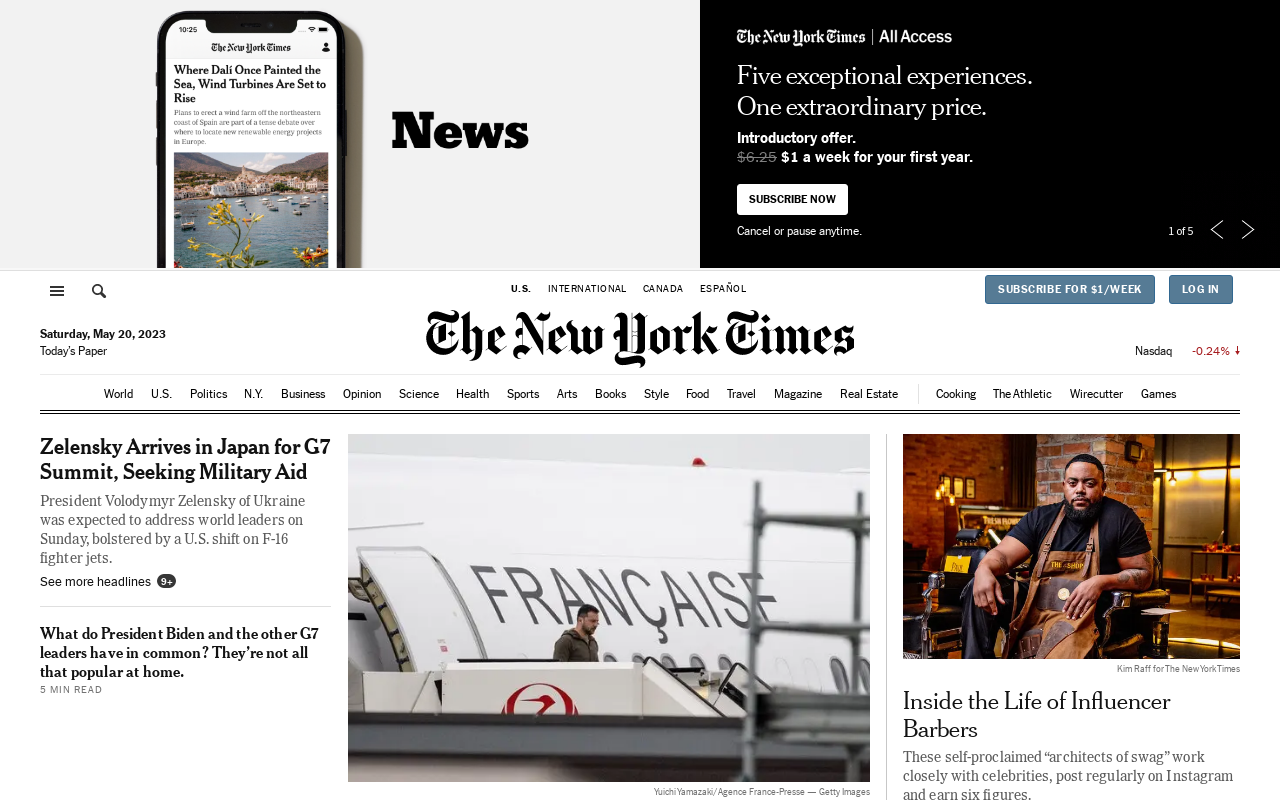 10:25
The New York Times
Where Dalí Once Painted the
Sea, Wind Turbines Are Set to
Rise
Plans to erect a wind farm off the northeastern
coast of Spain are part of a tense debate over
where to locate new renewable energy projects
in Europe.
News
The New York Times | All Access
Five exceptional experiences.
One extraordinary price.
Introductory offer.
$6.25 $1 a week for your first year.
SUBSCRIBE NOW
Cancel or pause anytime.
1 of 5
U.S. INTERNATIONAL CANADA ESPAÑOL
SUBSCRIBE FOR $1/WEEK LOG IN
Saturday, May 20, 2023
Today's Paper
The New York Times
Nasdaq -0.24%
World U.S. Politics N.Y. Business Opinion Science Health Sports Arts Books Style Food Travel Magazine Real Estate Cooking The Athletic Wirecutter Games
Zelensky Arrives in Japan for G7
Summit, Seeking Military Aid
President Volodymyr Zelensky of Ukraine
was expected to address world leaders on
Sunday, bolstered by a U.S. shift on F-16
fighter jets.
See more headlines 9+
What do President Biden and the other G7
leaders have in common? They're not all
that popular at home.
5 MIN READ
FRANÇAISE
Yuichi Yamazaki/Agence France-Presse — Getty Images
THE SHOP
Kim Raff for The New York Times
Inside the Life of Influencer
Barbers
These self-proclaimed “architects of swag” work
closely with celebrities, post regularly on Instagram
and earn six figures.